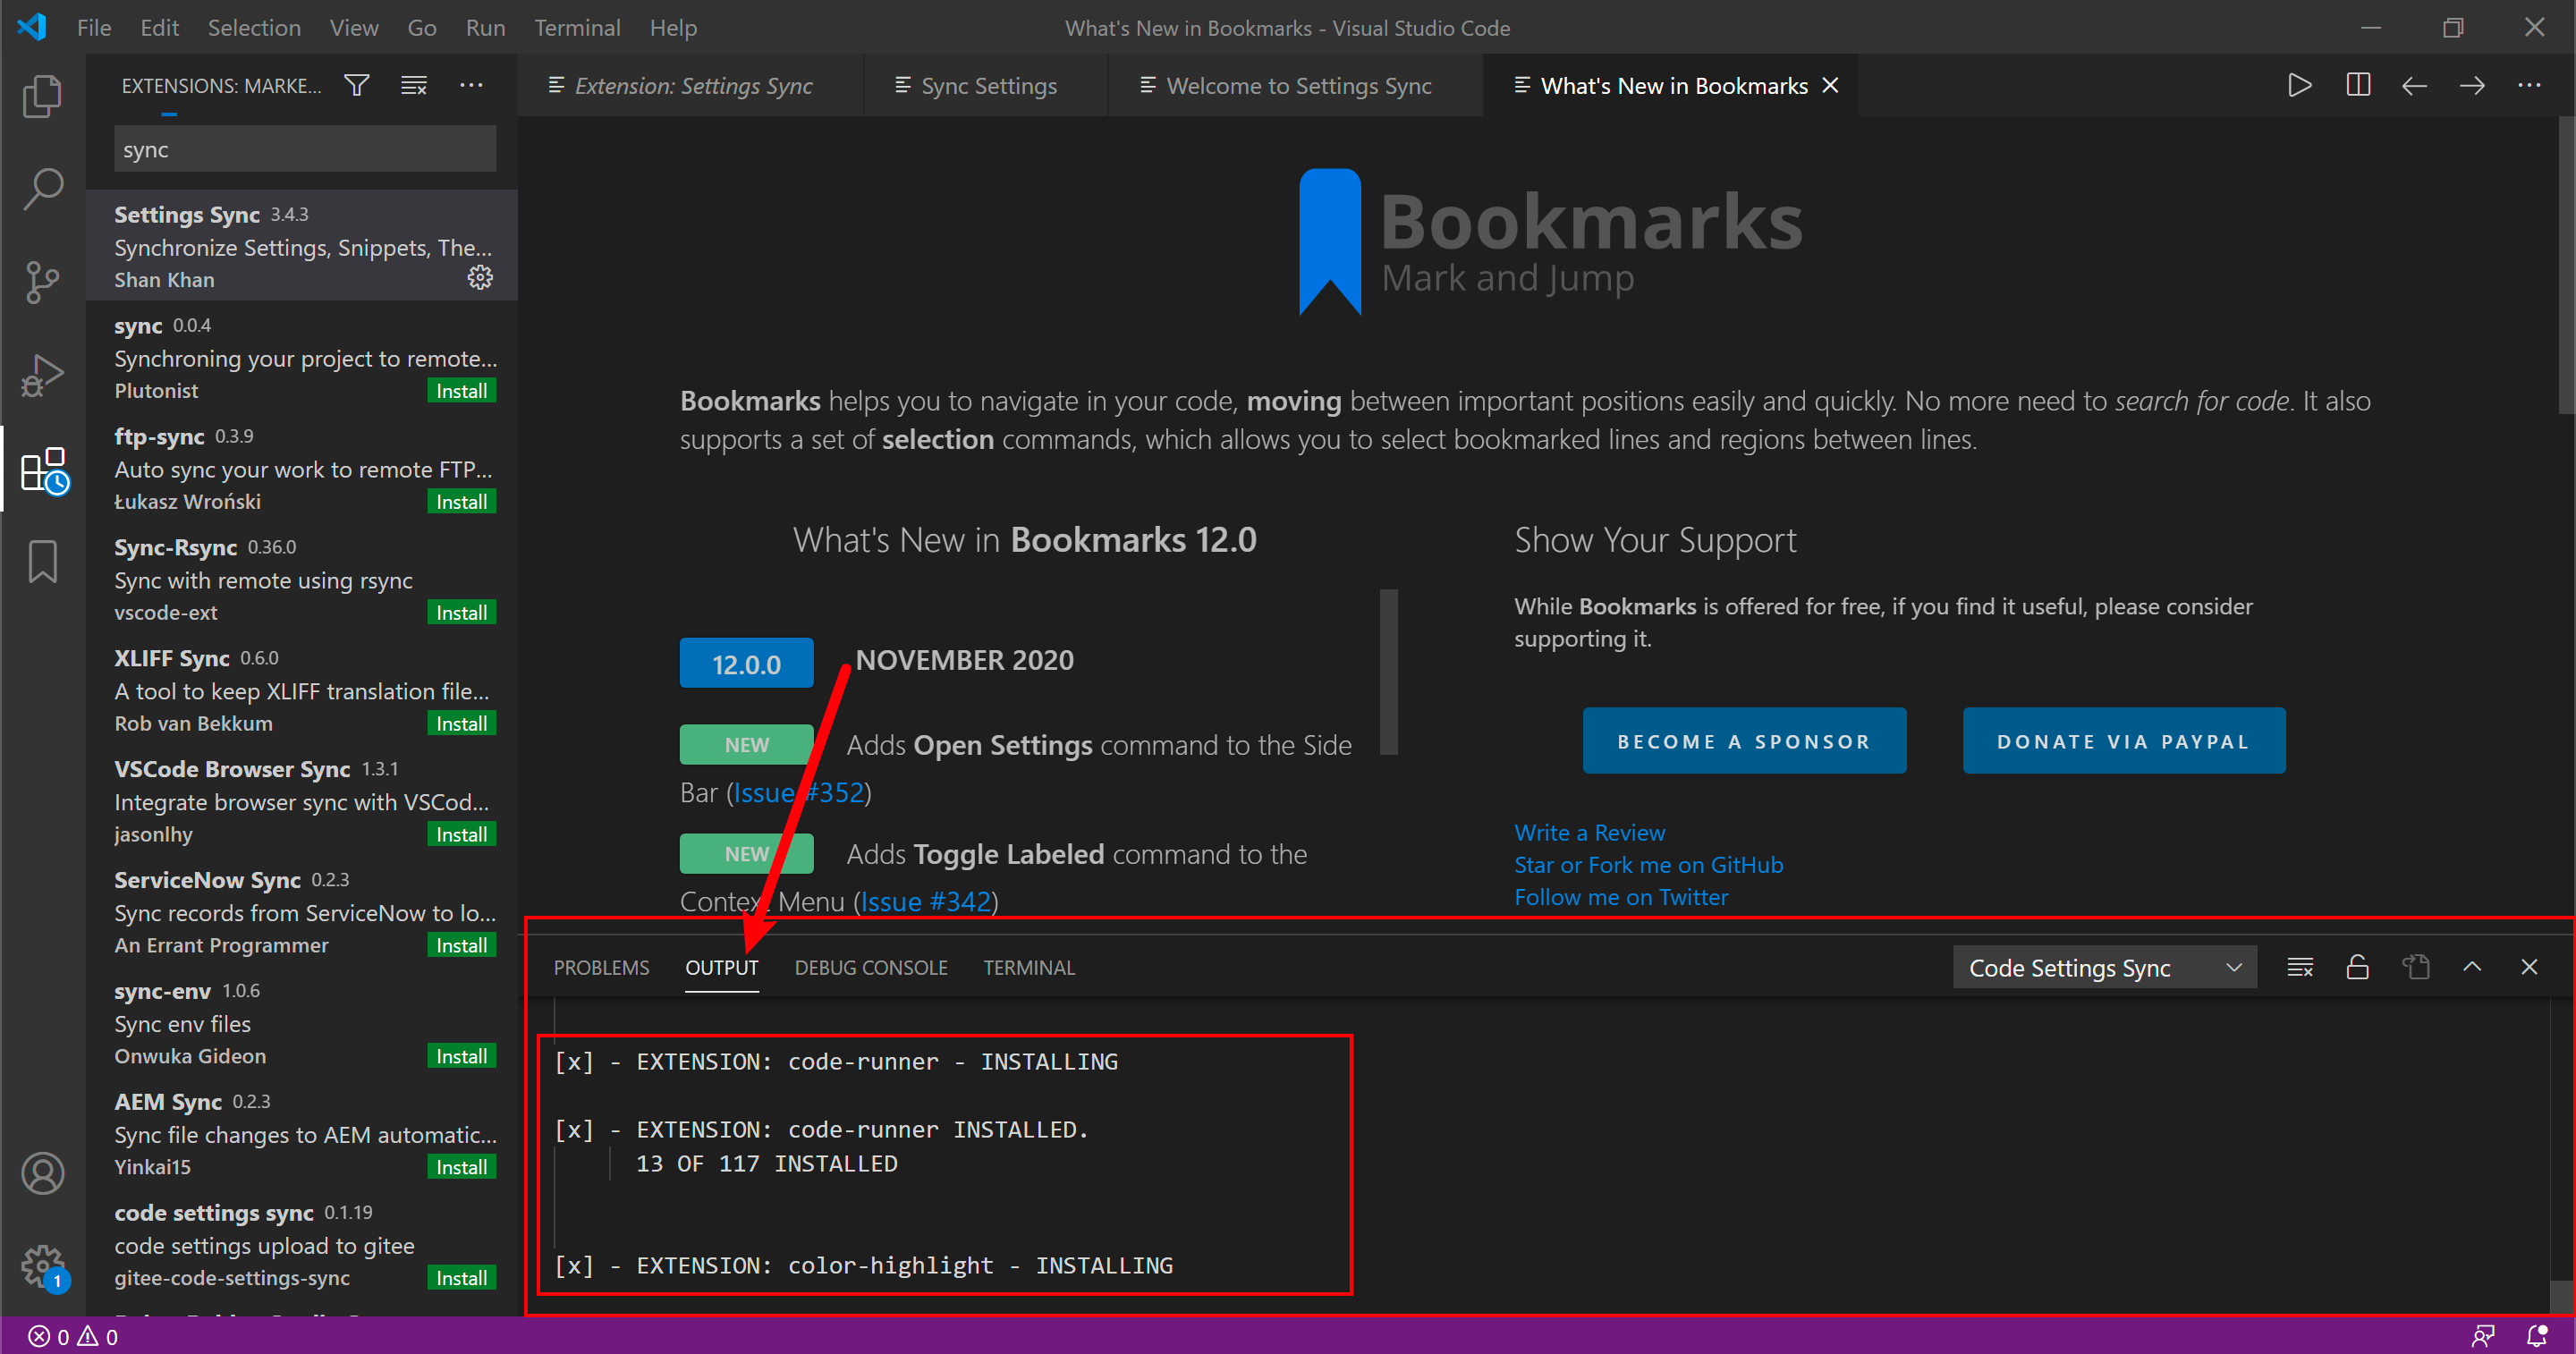 File Edit Selection View Go Run Terminal Help
What's New in Bookmarks - Visual Studio Code
EXTENSIONS: MARKE...
sync
Settings Sync 3.4.3
Synchronize Settings, Snippets, The...
Shan Khan
sync 0.0.4
Synchroning your project to remote...
Plutonist Install
ftp-sync 0.3.9
Auto sync your work to remote FTP...
Łukasz Wroński Install
Sync-Rsync 0.36.0
Sync with remote using rsync
vscode-ext Install
XLIFF Sync 0.6.0
A tool to keep XLIFF translation file...
Rob van Bekkum Install
VSCode Browser Sync 1.3.1
Integrate browser sync with VSCod...
jasonlhy Install
ServiceNow Sync 0.2.3
Sync records from ServiceNow to lo...
An Errant Programmer Install
sync-env 1.0.6
Sync env files
Onwuka Gideon Install
AEM Sync 0.2.3
Sync file changes to AEM automatic...
Yinkai15 Install
code settings sync 0.1.19
code settings upload to gitee
gitee-code-settings-sync Install
1
Extension: Settings Sync Sync Settings Welcome to Settings Sync What's New in Bookmarks
Bookmarks
Mark and Jump
Bookmarks helps you to navigate in your code, moving between important positions easily and quickly. No more need to search for code. It also
supports a set of selection commands, which allows you to select bookmarked lines and regions between lines.
What's New in Bookmarks 12.0
12.0.0 NOVEMBER 2020
NEW Adds Open Settings command to the Side
Bar (Issue #352)
NEW Adds Toggle Labeled command to the
Context Menu (Issue #342)
Show Your Support
While Bookmarks is offered for free, if you find it useful, please consider
supporting it.
BECOME A SPONSOR DONATE VIA PAYPAL
Write a Review
Star or Fork me on GitHub
Follow me on Twitter
PROBLEMS OUTPUT DEBUG CONSOLE TERMINAL Code Settings Sync
[x] - EXTENSION: code-runner - INSTALLING
[x] - EXTENSION: code-runner INSTALLED.
13 OF 117 INSTALLED
[x] - EXTENSION: color-highlight - INSTALLING
0 0